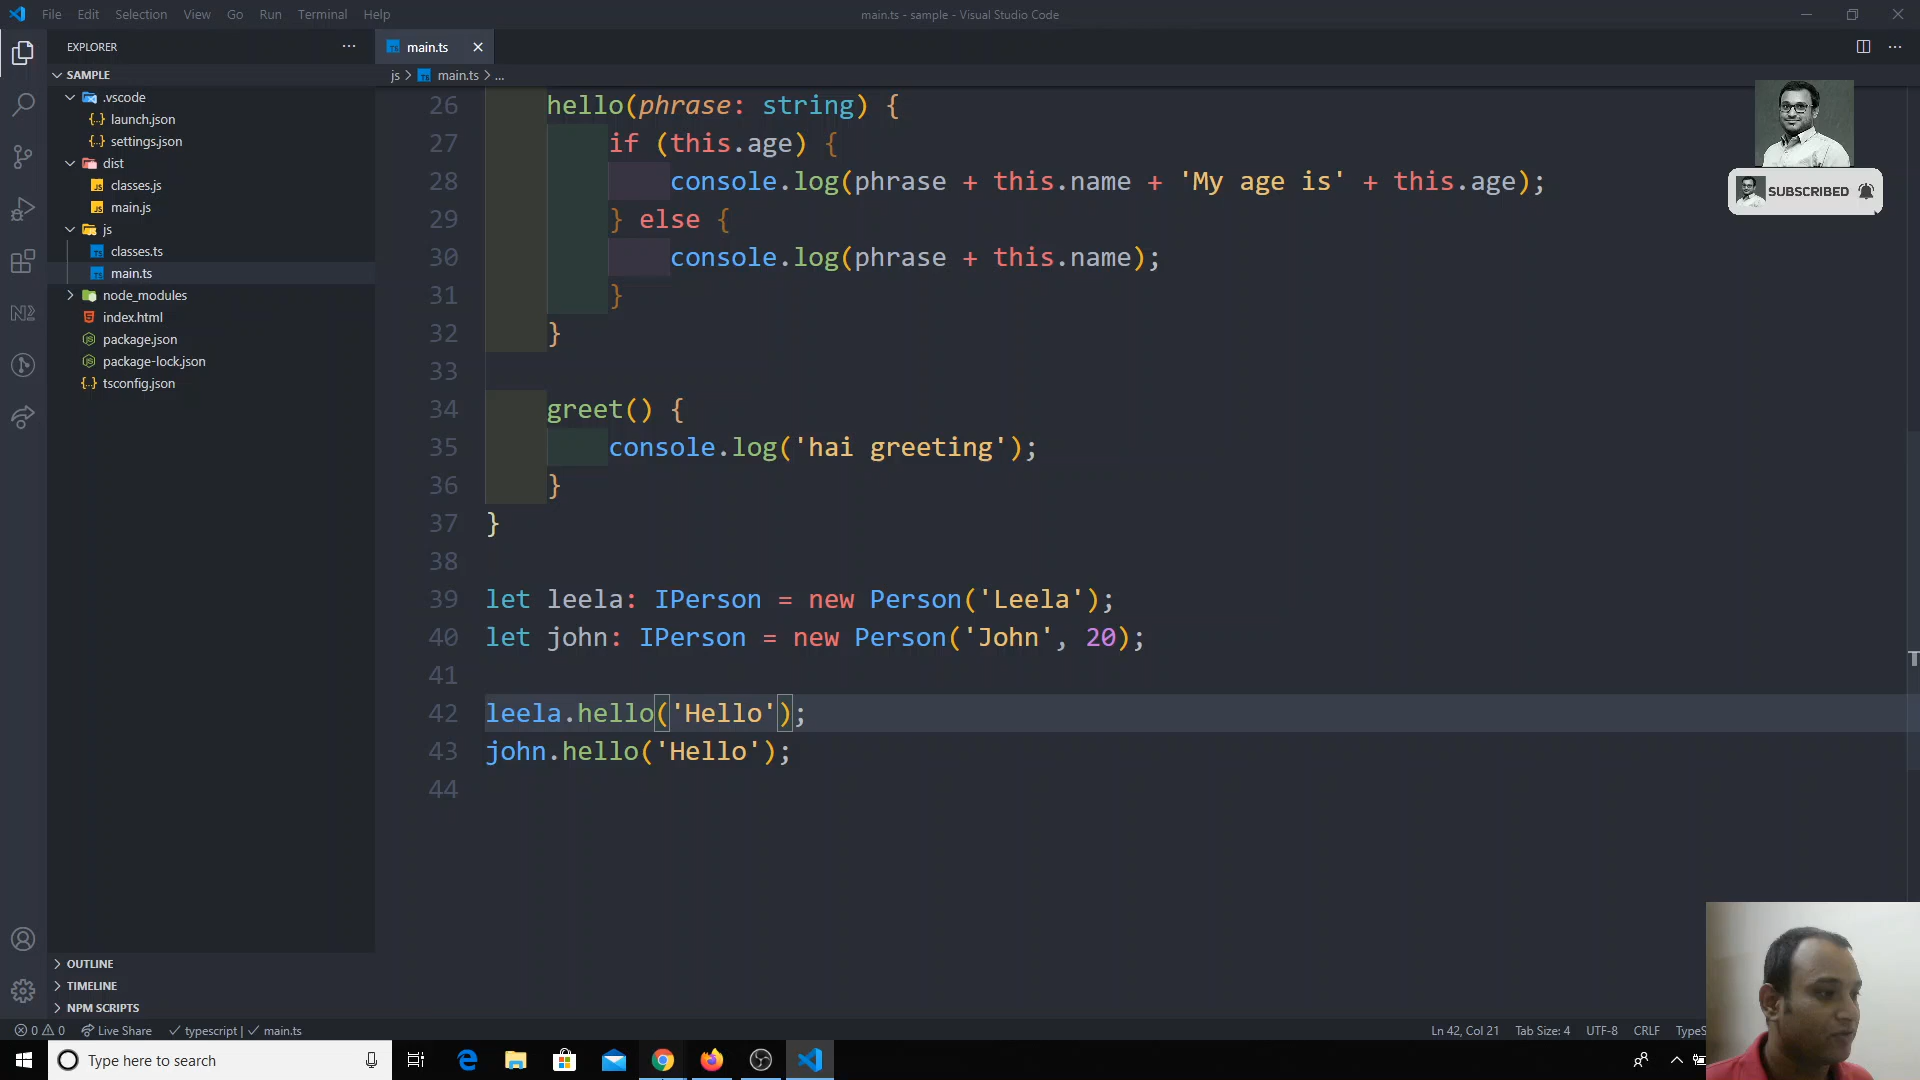 File Edit Selection View Go Run Terminal Help
main.ts - sample - Visual Studio Code
EXPLORER
main.ts
SAMPLE
js > main.ts > ...
.vscode
launch.json
settings.json
dist
classes.js
main.js
js
classes.ts
main.ts
node_modules
index.html
package.json
package-lock.json
tsconfig.json
26 hello(phrase: string) {
27 if (this.age) {
28 console.log(phrase + this.name + 'My age is' + this.age);
29 } else {
30 console.log(phrase + this.name);
31 }
32 }
33
34 greet() {
35 console.log('hai greeting');
36 }
37 }
38
39 let leela: IPerson = new Person('Leela');
40 let john: IPerson = new Person('John', 20);
41
42 leela.hello('Hello');
43 john.hello('Hello');
44
SUBSCRIBED
OUTLINE
TIMELINE
NPM SCRIPTS
0 0 Live Share typescript | main.ts
Ln 42, Col 21 Tab Size: 4 UTF-8 CRLF TypeS
Type here to search